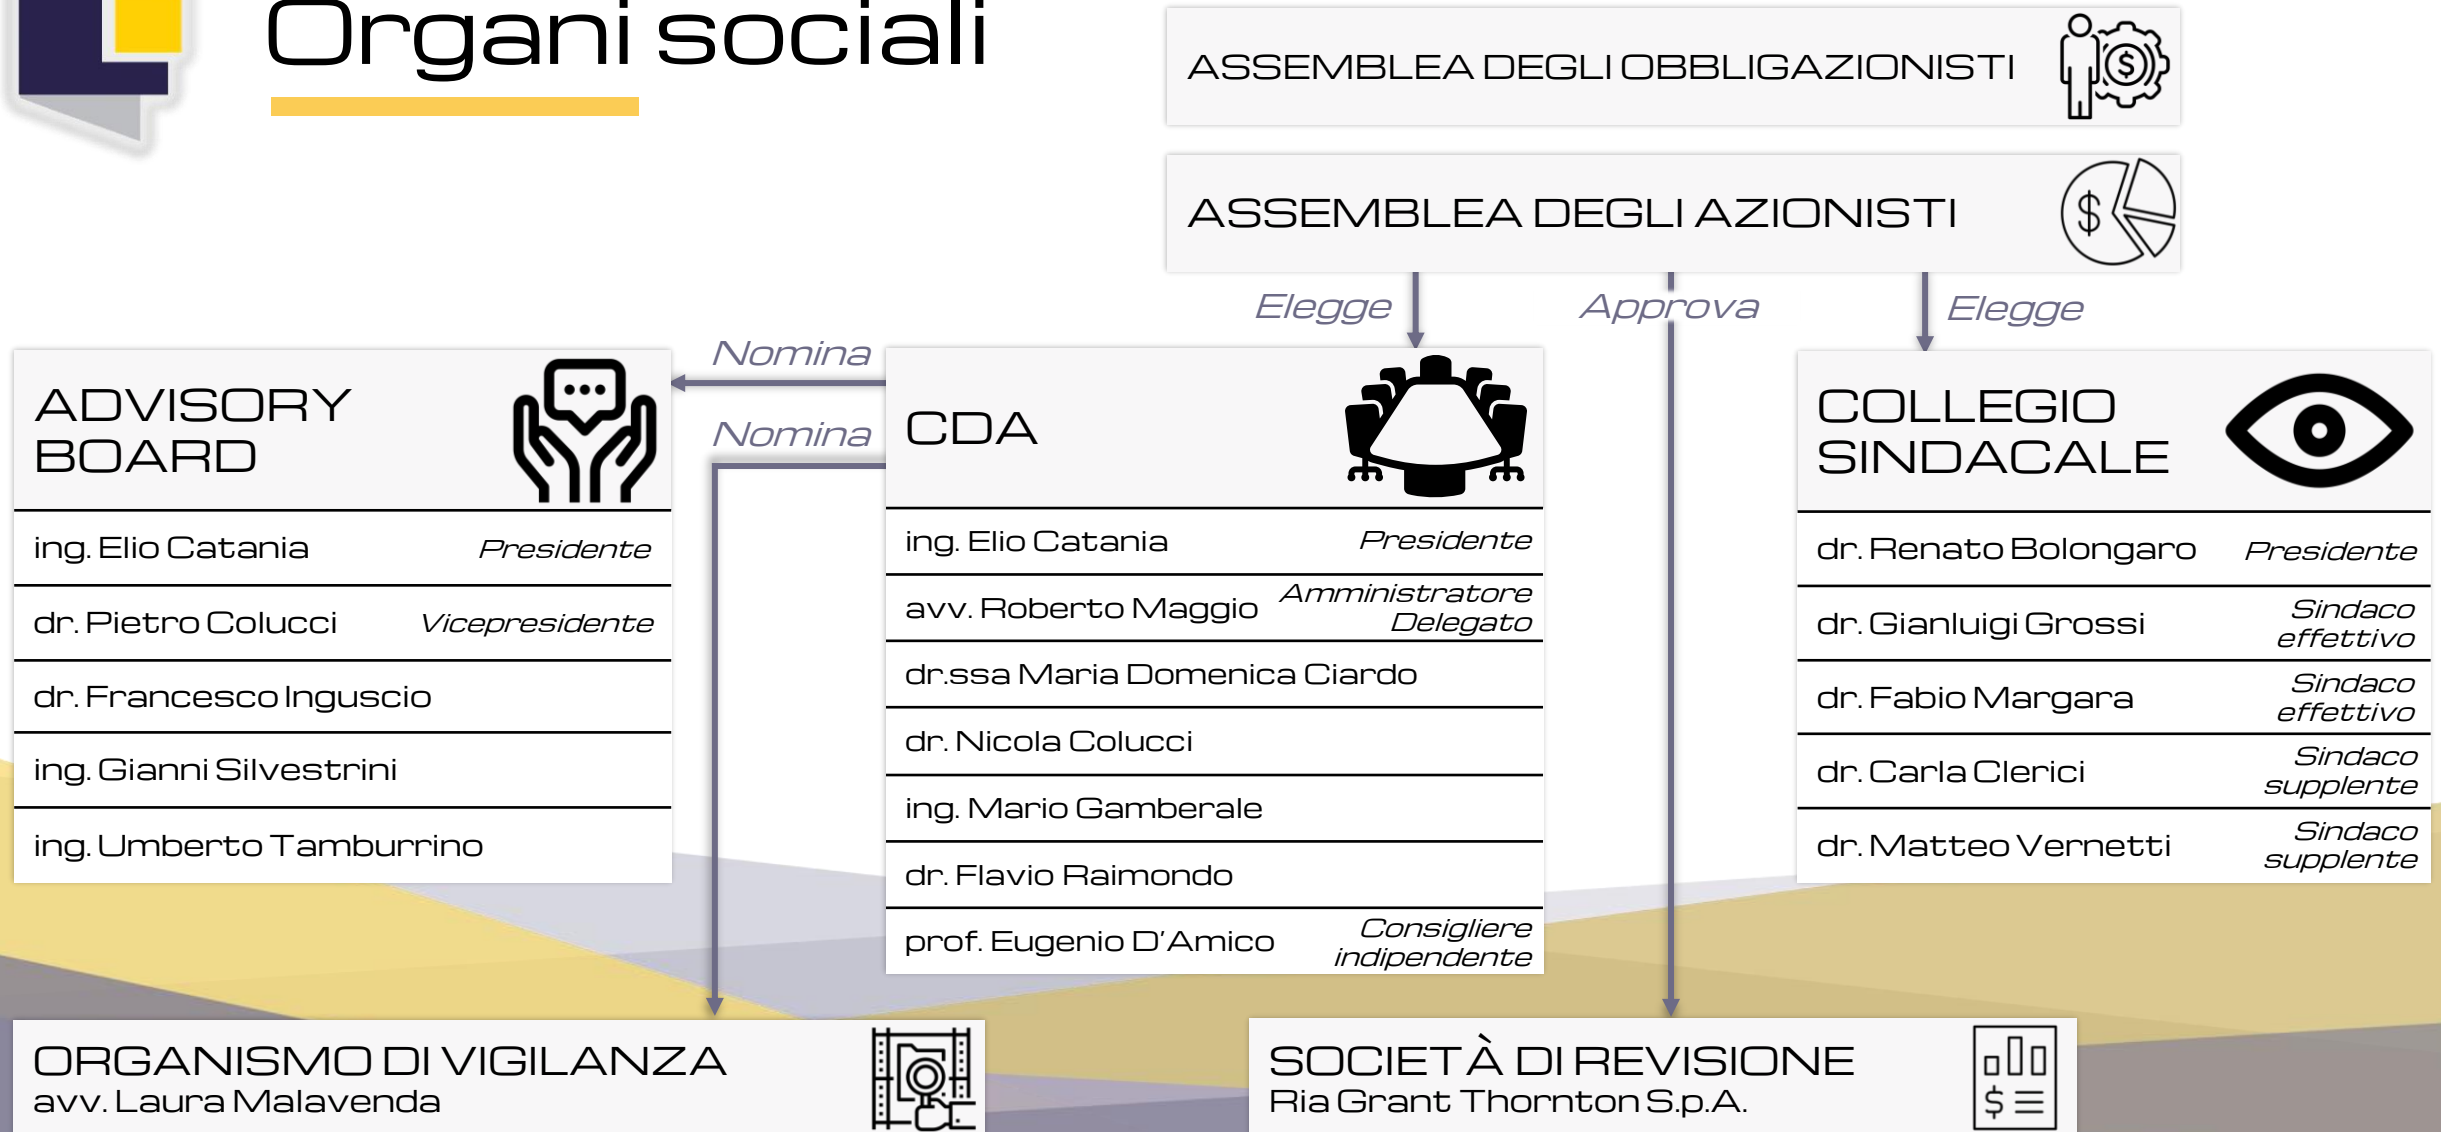 Organi sociali
ASSEMBLEA DEGLI OBBLIGAZIONISTI
$
ASSEMBLEA DEGLI AZIONISTI
$
Elegge
Approva
Elegge
Nomina
Nomina
ADVISORY
BOARD
ing. Elio Catania Presidente
dr. Pietro Colucci Vicepresidente
dr. Francesco Inguscio
ing. Gianni Silvestrini
ing. Umberto Tamburrino
CDA
ing. Elio Catania Presidente
avv. Roberto Maggio Amministratore
Delegato
dr.ssa Maria Domenica Ciardo
dr. Nicola Colucci
ing. Mario Gamberale
dr. Flavio Raimondo
prof. Eugenio D'Amico Consigliere
indipendente
COLLEGIO
SINDACALE
dr. Renato Bolongaro Presidente
dr. Gianluigi Grossi Sindaco
effettivo
dr. Fabio Margara Sindaco
effettivo
dr. Carla Clerici Sindaco
supplente
dr. Matteo Vernetti Sindaco
supplente
ORGANISMO DI VIGILANZA
avv. Laura Malavenda
SOCIETÀ DI REVISIONE
Ria Grant Thornton S.p.A.
$